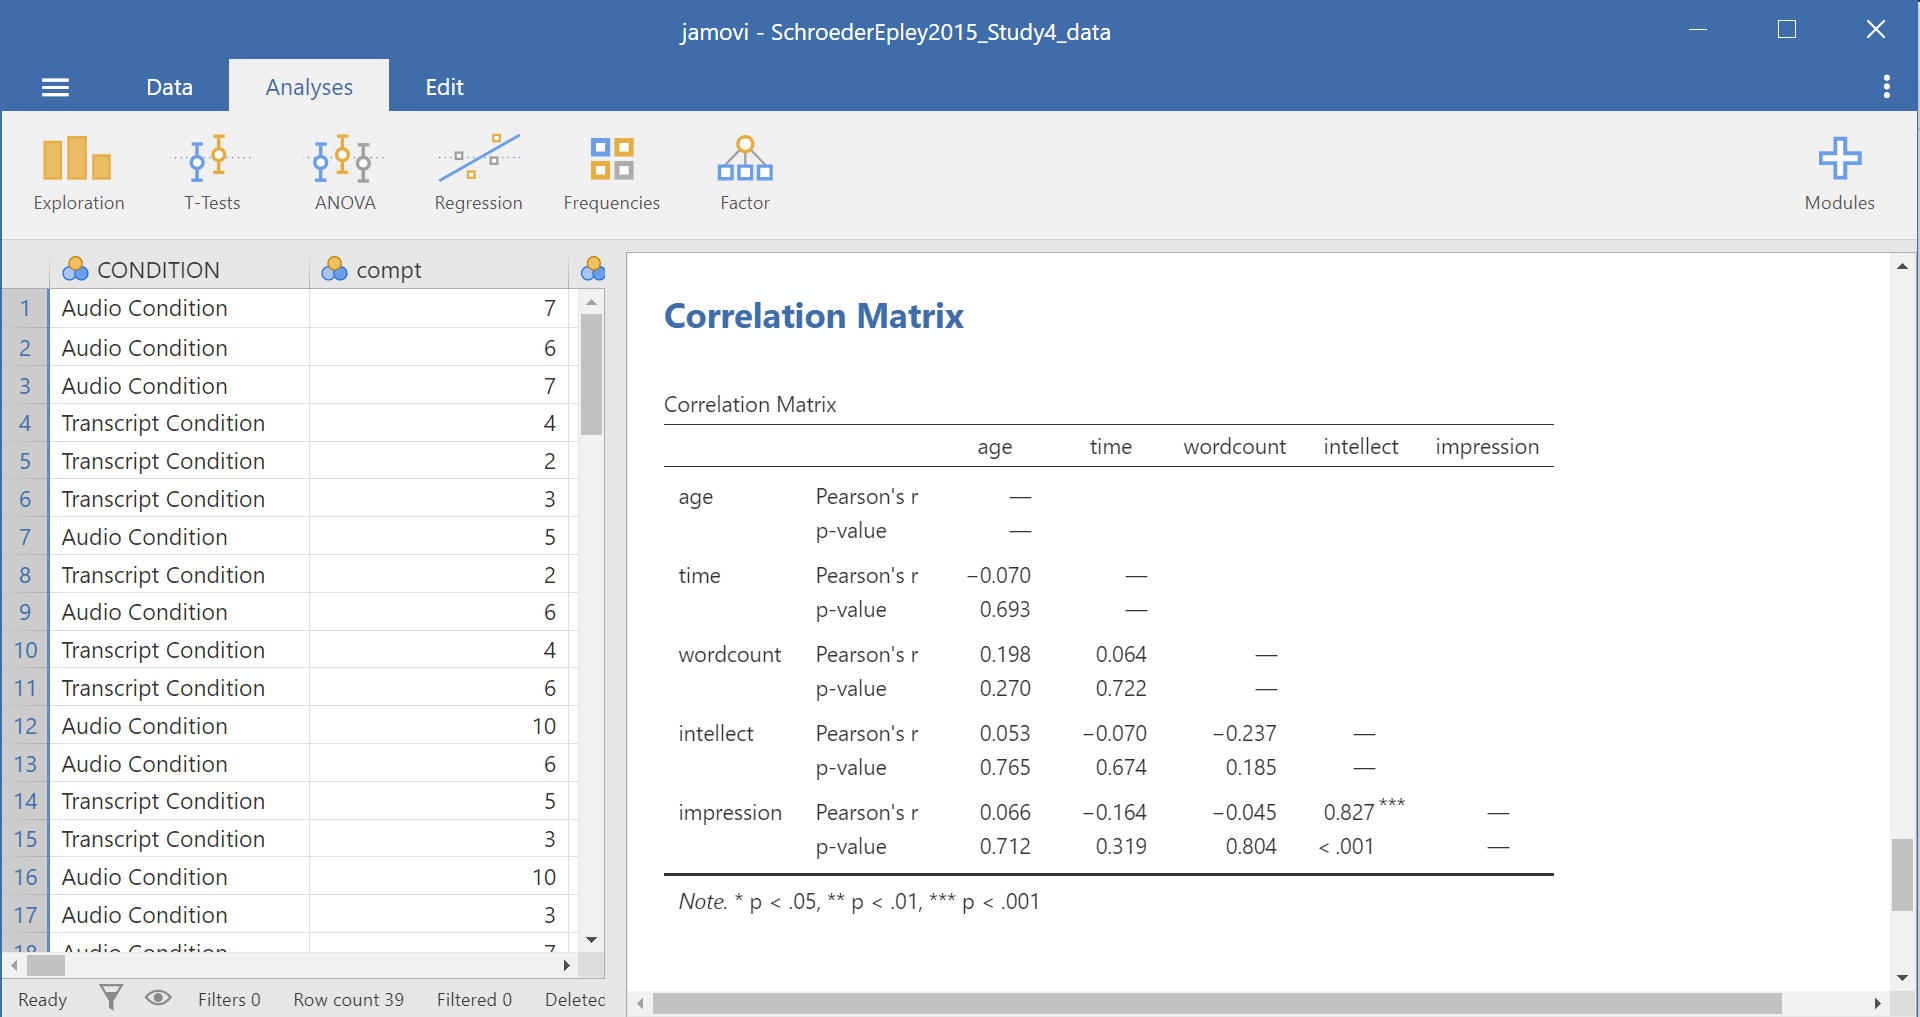 jamovi - SchroederEpley2015_Study4_data
Data Analyses Edit
Exploration T-Tests ANOVA Regression Frequencies Factor Modules
CONDITION compt
1 Audio Condition 7
2 Audio Condition 6
3 Audio Condition 7
4 Transcript Condition 4
5 Transcript Condition 2
6 Transcript Condition 3
7 Audio Condition 5
8 Transcript Condition 2
9 Audio Condition 6
10 Transcript Condition 4
11 Transcript Condition 6
12 Audio Condition 10
13 Audio Condition 6
14 Transcript Condition 5
15 Transcript Condition 3
16 Audio Condition 10
17 Audio Condition 3
18 Audio Condition 7
Ready Filters 0 Row count 39 Filtered 0 Deleted
Correlation Matrix
Correlation Matrix
age time wordcount intellect impression
age Pearson's r —
p-value —
time Pearson's r −0.070 —
p-value 0.693 —
wordcount Pearson's r 0.198 0.064 —
p-value 0.270 0.722 —
intellect Pearson's r 0.053 −0.070 −0.237 —
p-value 0.765 0.674 0.185 —
impression Pearson's r 0.066 −0.164 −0.045 0.827 *** —
p-value 0.712 0.319 0.804 < .001 —
Note. * p < .05, ** p < .01, *** p < .001